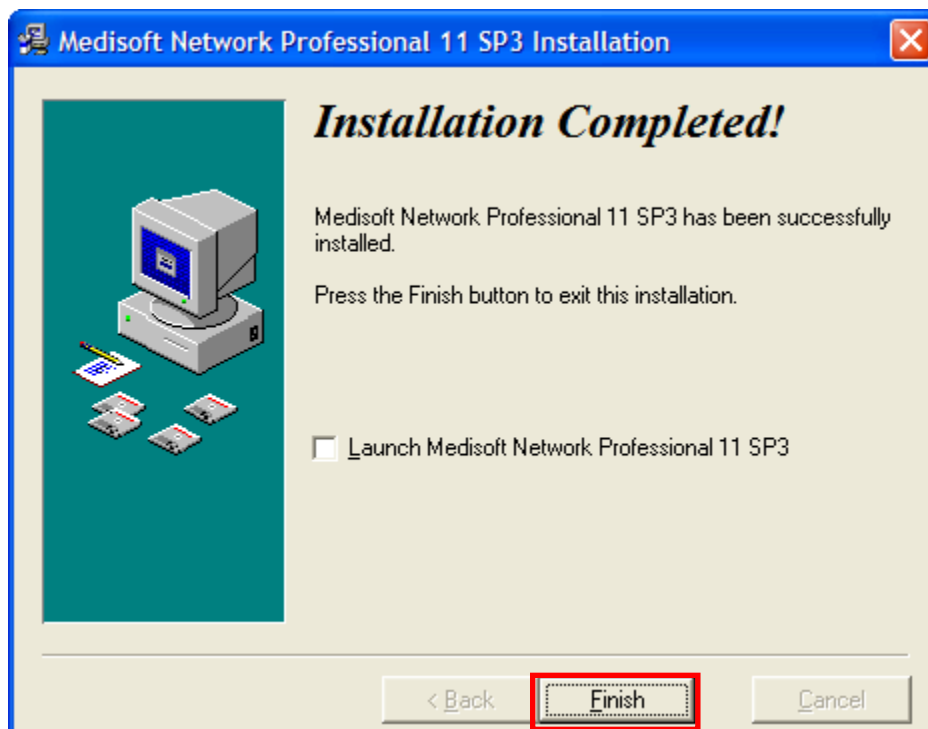 Medisoft Network Professional 11 SP3 Installation
Installation Completed!
Medisoft Network Professional 11 SP3 has been successfully
installed.
Press the Finish button to exit this installation.
Launch Medisoft Network Professional 11 SP3
< Back Finish Cancel